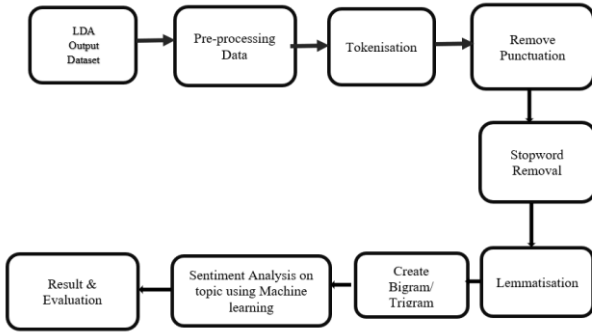 LDA
Output
Dataset
Pre-processing
Data
Tokenisation
Remove
Punctuation
Stopword
Removal
Lemmatisation
Create
Bigram/
Trigram
Sentiment Analysis on
topic using Machine
learning
Result &
Evaluation